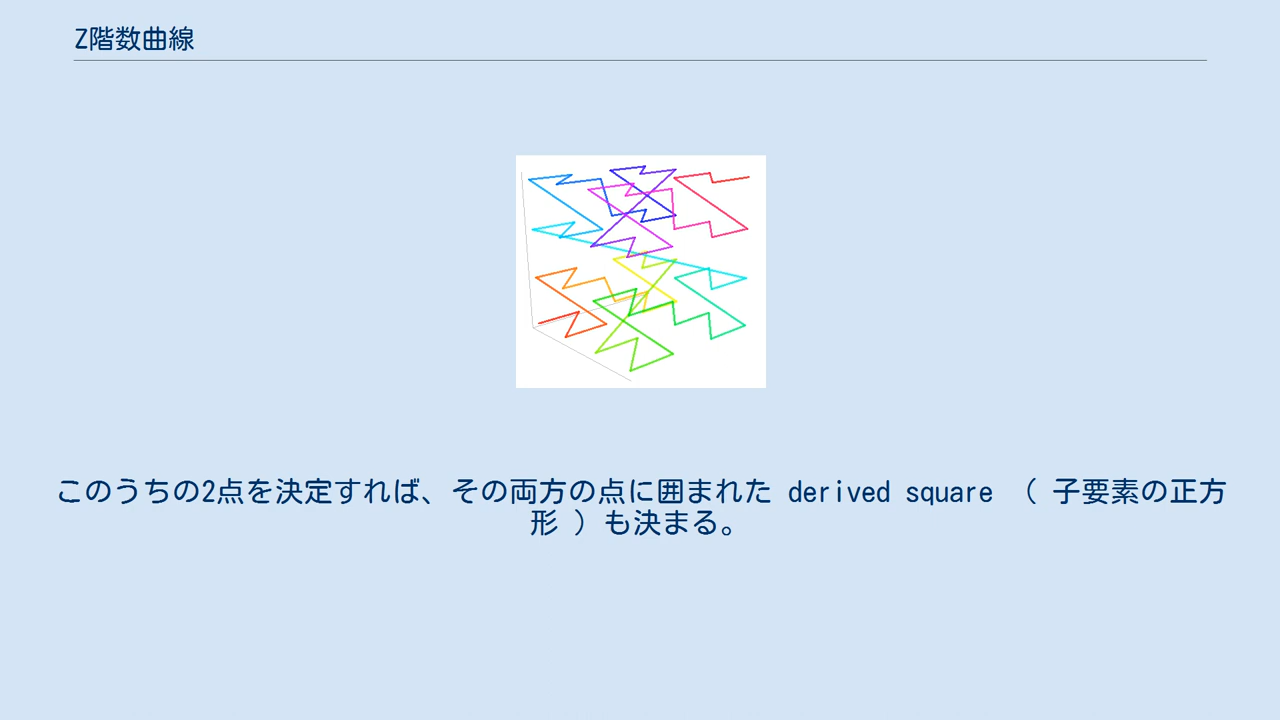 Z階数曲線
このうちの2点を決定すれば、その両方の点に囲まれた derived square （ 子要素の正方
形 ）も決まる。